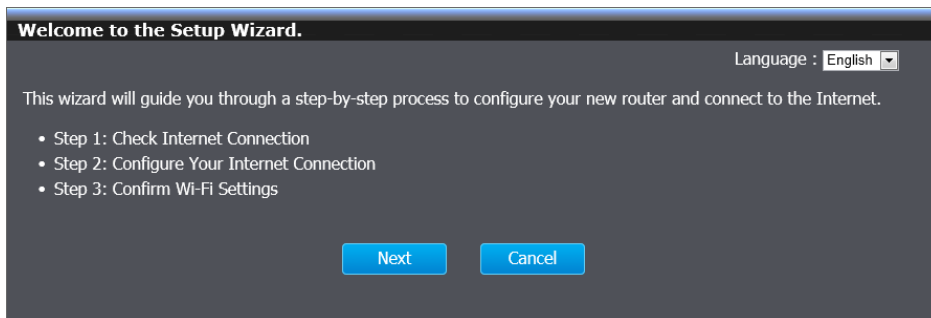 Welcome to the Setup Wizard.
Language : English
This wizard will guide you through a step-by-step process to configure your new router and connect to the Internet.
• Step 1: Check Internet Connection
• Step 2: Configure Your Internet Connection
• Step 3: Confirm Wi-Fi Settings
Next Cancel